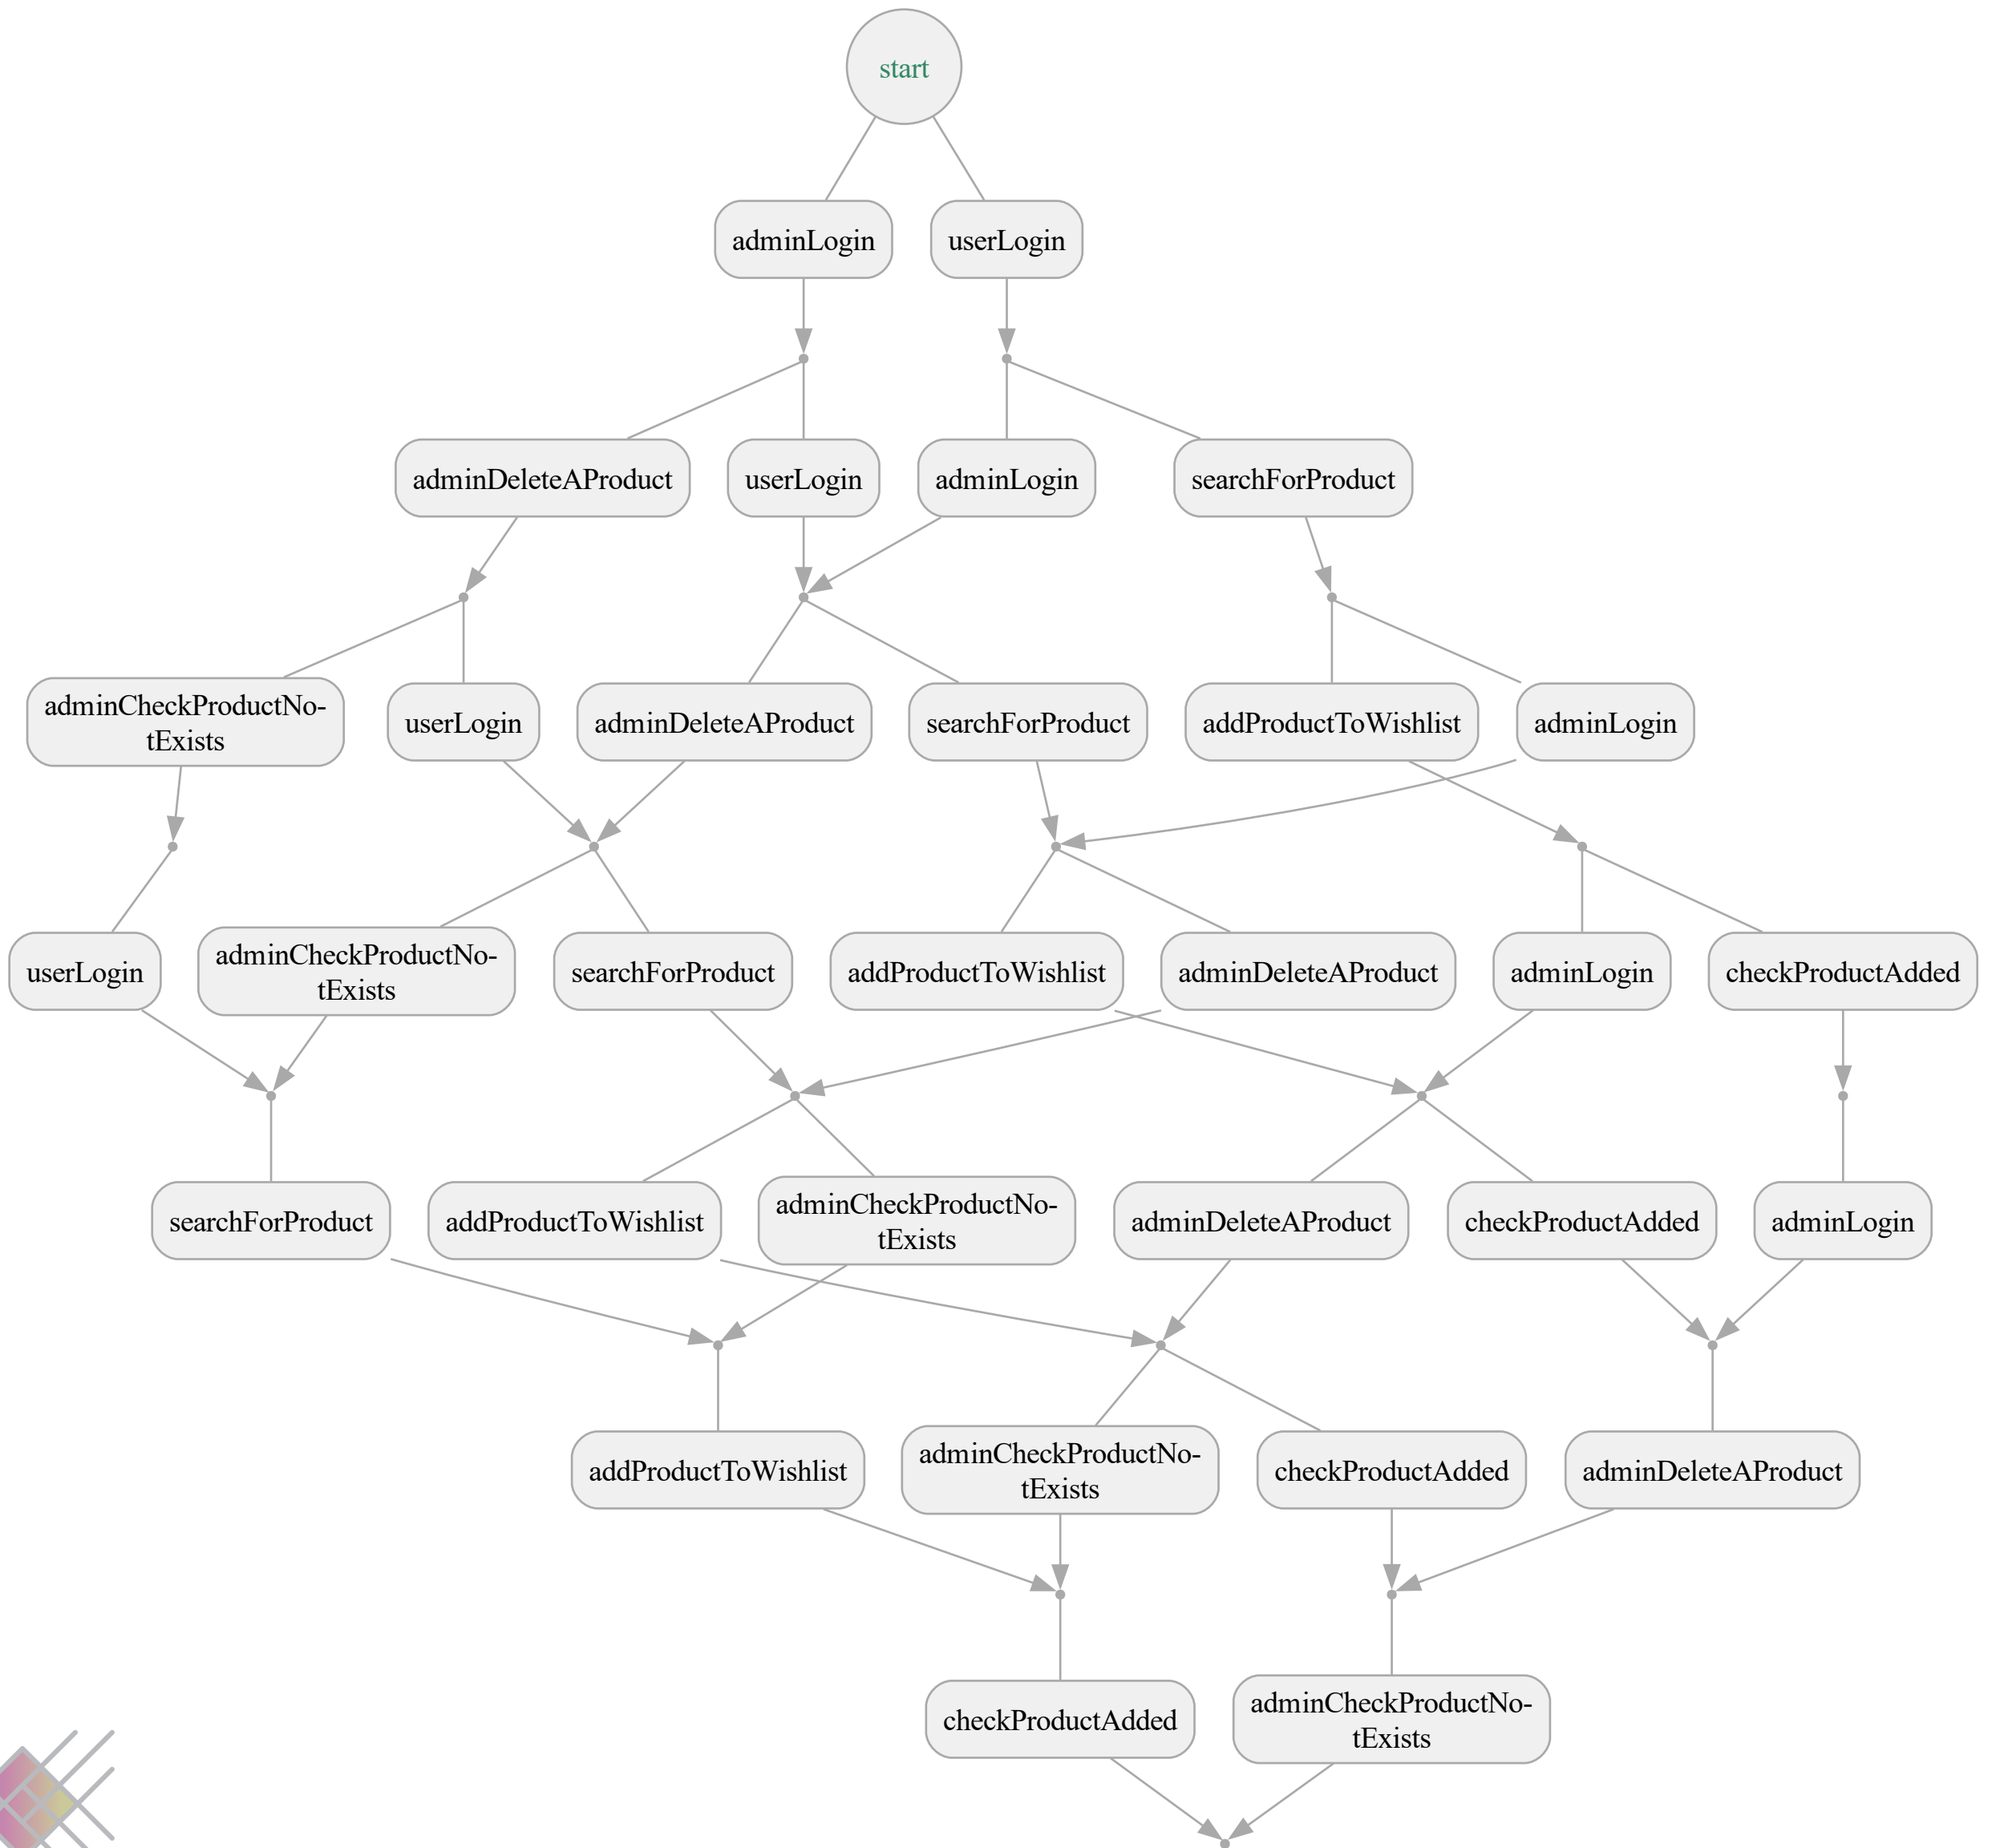 start
adminLogin
userLogin
adminDeleteAProduct
userLogin
adminLogin
searchForProduct
adminCheckProductNo-
tExists
userLogin
adminDeleteAProduct
searchForProduct
addProductToWishlist
adminLogin
userLogin
adminCheckProductNo-
tExists
searchForProduct
addProductToWishlist
adminDeleteAProduct
adminLogin
checkProductAdded
searchForProduct
addProductToWishlist
adminCheckProductNo-
tExists
adminDeleteAProduct
checkProductAdded
adminLogin
addProductToWishlist
adminCheckProductNo-
tExists
checkProductAdded
adminDeleteAProduct
checkProductAdded
adminCheckProductNo-
tExists